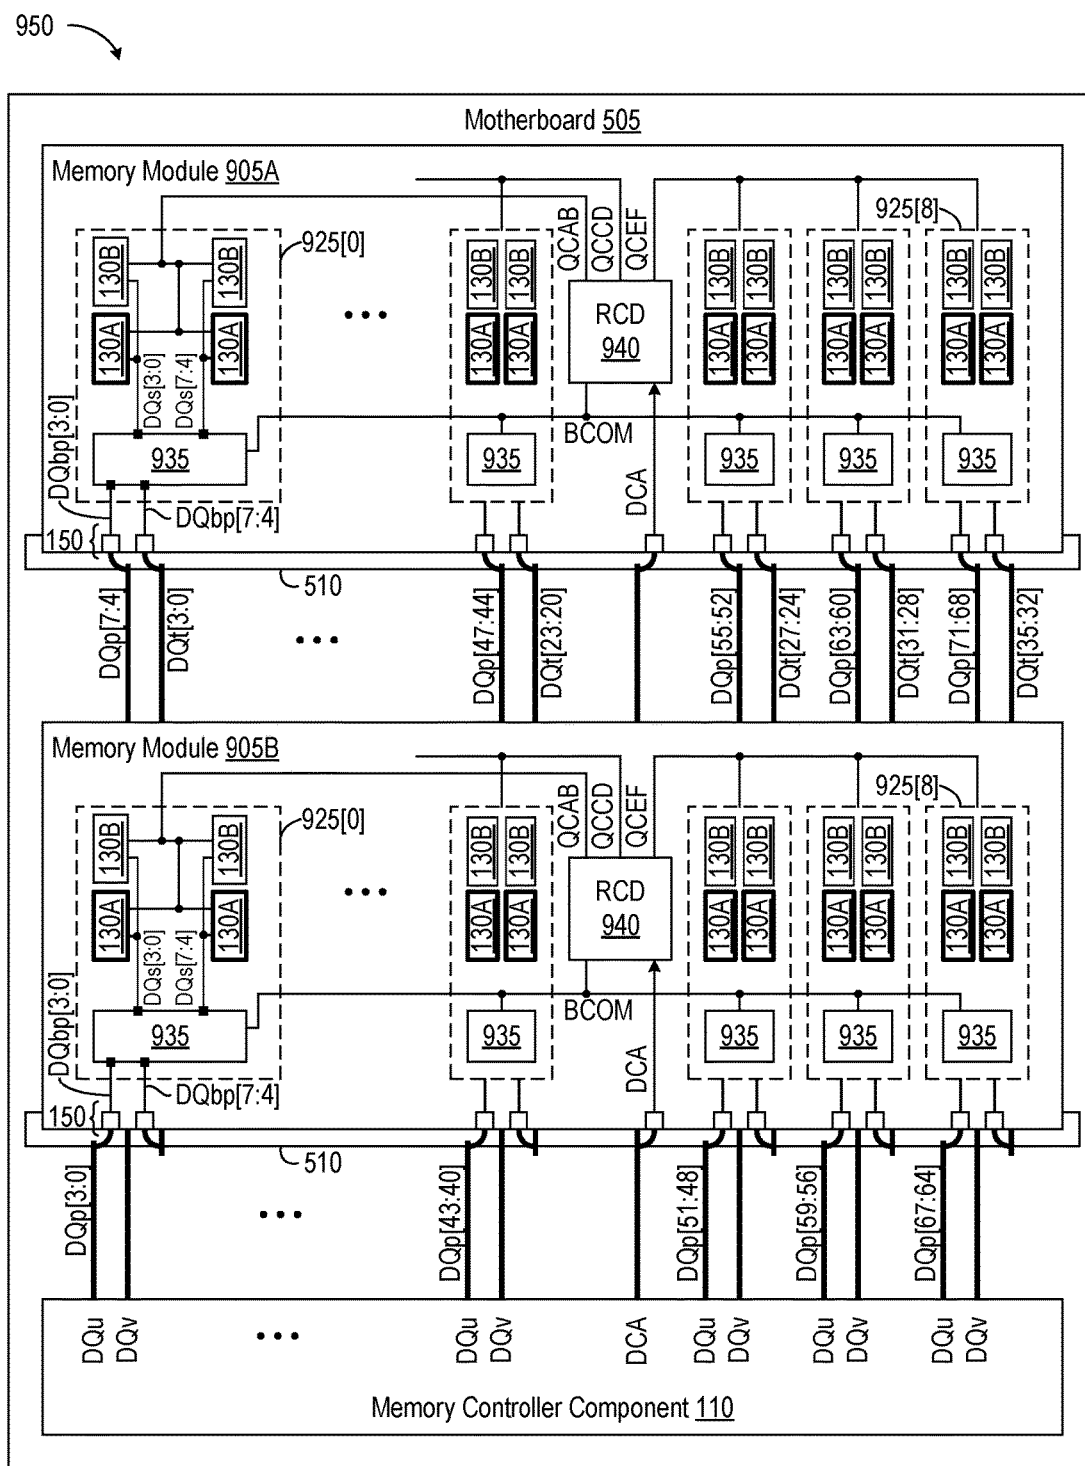 950
Motherboard 505
Memory Module 905A
QCAB
QCCD
QCEF
925[8]
925[0]
130B
130B
130B
130B
130B
130B
130B
130B
130B
130B
130A
130A
130A
130A
130A
130A
130A
130A
130A
130A
RCD
940
• • •
DQs[3:0]
DQs[7:4]
DQbp[3:0]
935
935
935
935
935
BCOM
DCA
DQbp[7:4]
150
510
DQp[7:4]
DQt[3:0]
• • •
DQp[47:44]
DQt[23:20]
DQp[55:52]
DQt[27:24]
DQp[63:60]
DQt[31:28]
DQp[71:68]
DQt[35:32]
Memory Module 905B
QCAB
QCCD
QCEF
925[8]
925[0]
130B
130B
130B
130B
130B
130B
130B
130B
130B
130B
130A
130A
130A
130A
130A
130A
130A
130A
130A
130A
RCD
940
• • •
DQs[3:0]
DQs[7:4]
DQbp[3:0]
935
935
935
935
935
BCOM
DCA
DQbp[7:4]
150
510
DQp[3:0]
• • •
DQp[43:40]
DQp[51:48]
DQp[59:56]
DQp[67:64]
DQu
DQv
• • •
DQu
DQv
DCA
DQu
DQv
DQu
DQv
DQu
DQv
Memory Controller Component 110